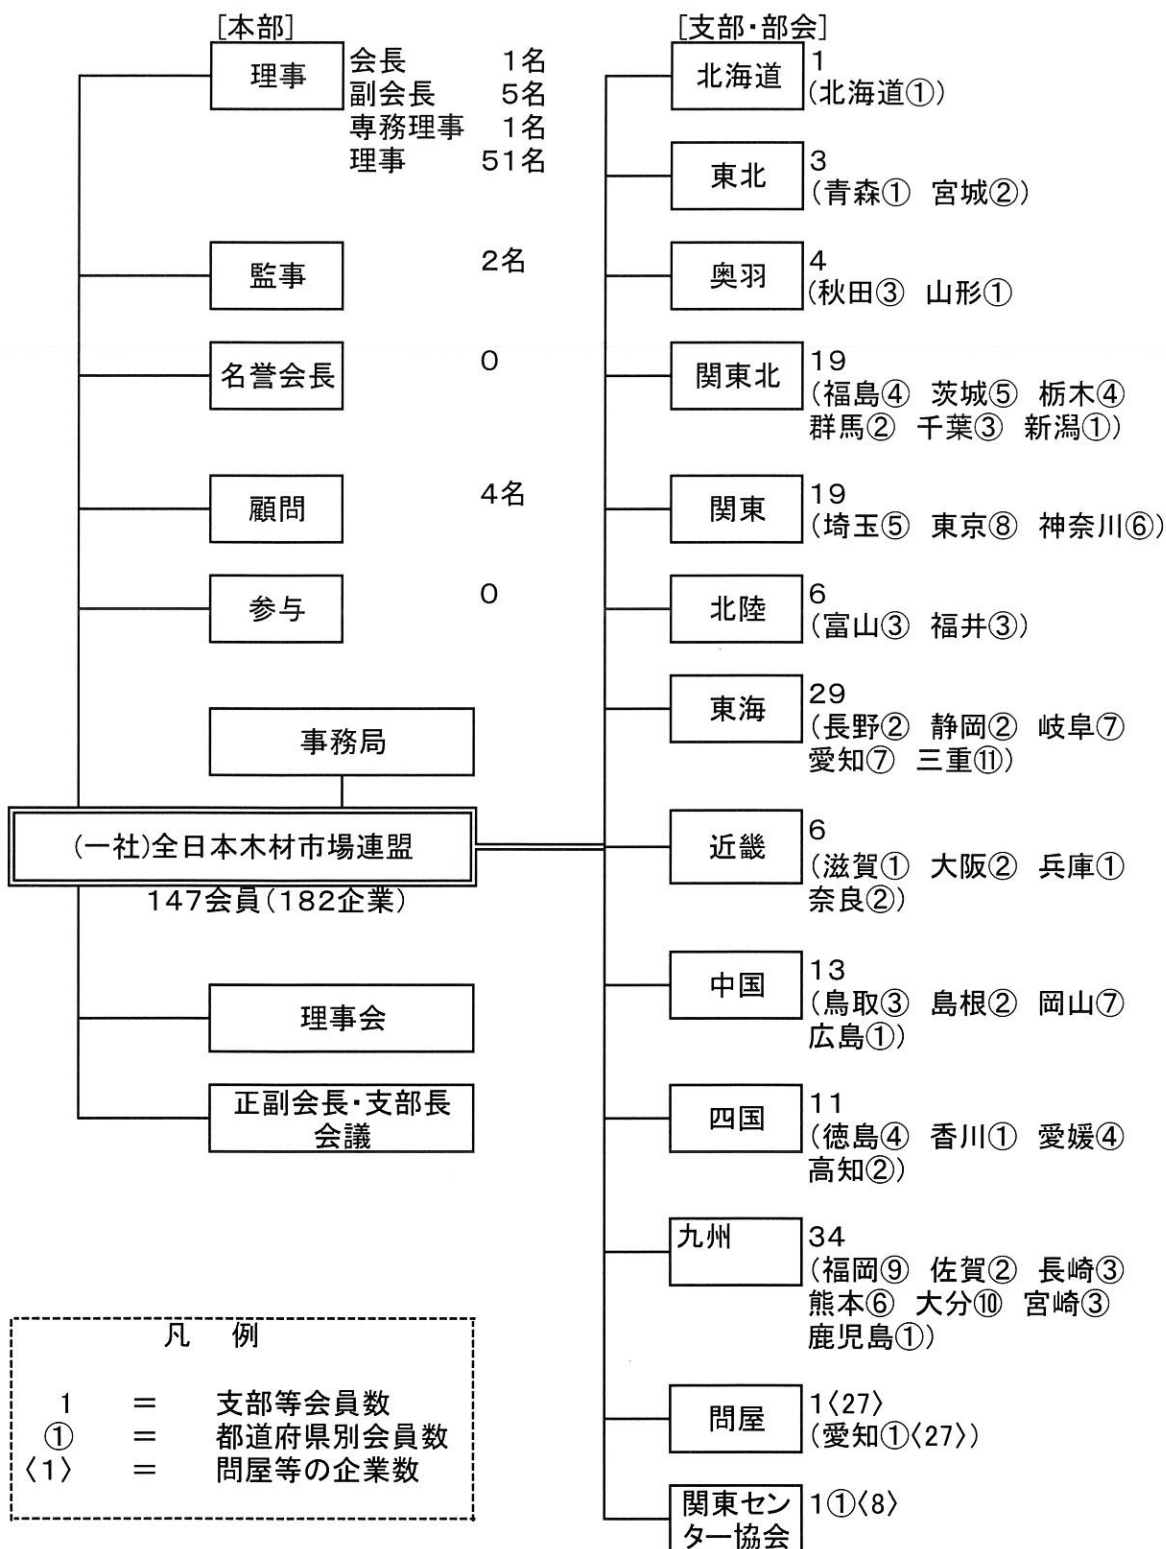 [本部]
理事
会長 1名
副会長 5名
専務理事 1名
理事 51名
監事 2名
名誉会長 0
顧問 4名
参与 0
事務局
(一社)全日本木材市場連盟
147会員(182企業)
理事会
正副会長・支部長
会議
凡 例
1 = 支部等会員数
① = 都道府県別会員数
〈1〉 = 問屋等の企業数
[支部・部会]
北海道 1
(北海道①)
東北 3
(青森① 宮城②)
奥羽 4
(秋田③ 山形①
関東北 19
(福島④ 茨城⑤ 栃木④
群馬② 千葉③ 新潟①)
関東 19
(埼玉⑤ 東京⑧ 神奈川⑥)
北陸 6
(富山③ 福井③)
東海 29
(長野② 静岡② 岐阜⑦
愛知⑦ 三重⑪)
近畿 6
(滋賀① 大阪② 兵庫①
奈良②)
中国 13
(鳥取③ 島根② 岡山⑦
広島①)
四国 11
(徳島④ 香川① 愛媛④
高知②)
九州 34
(福岡⑨ 佐賀② 長崎③
熊本⑥ 大分⑩ 宮崎③
鹿児島①)
問屋 1〈27〉
(愛知①〈27〉)
関東セン
ター協会
1①〈8〉